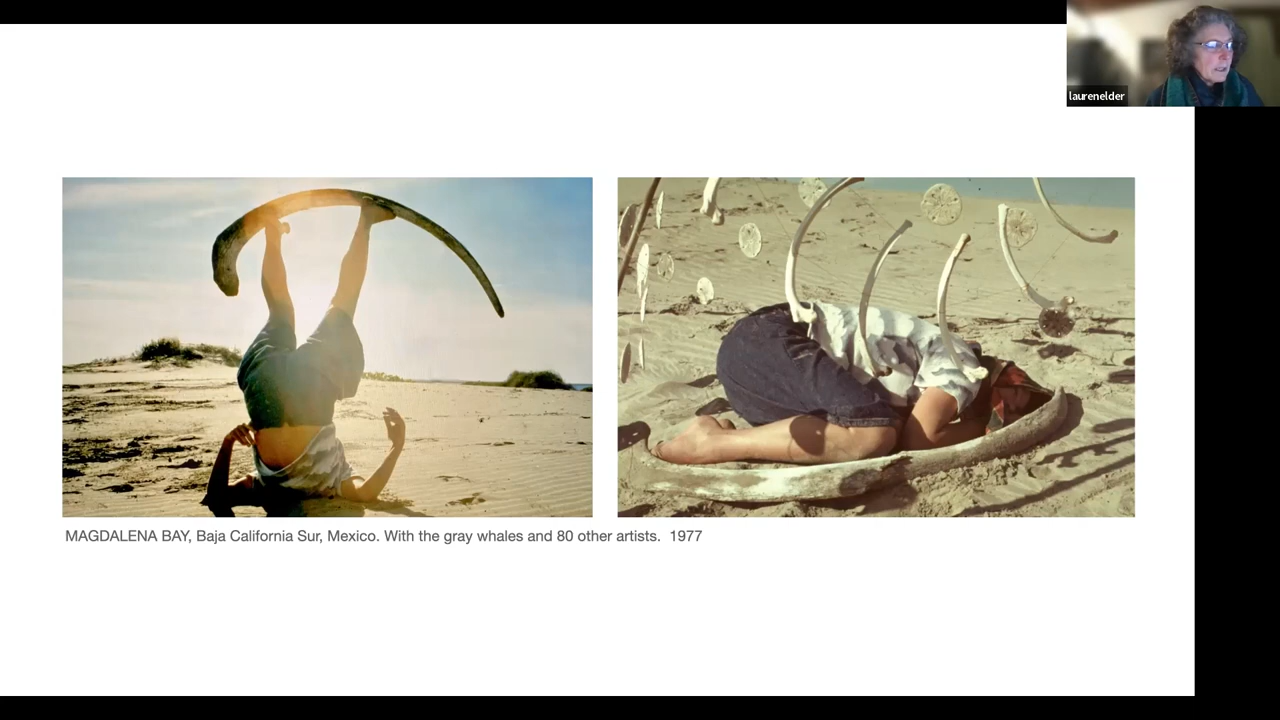 laurenelder
MAGDALENA BAY, Baja California Sur, Mexico. With the gray whales and 80 other artists.  1977